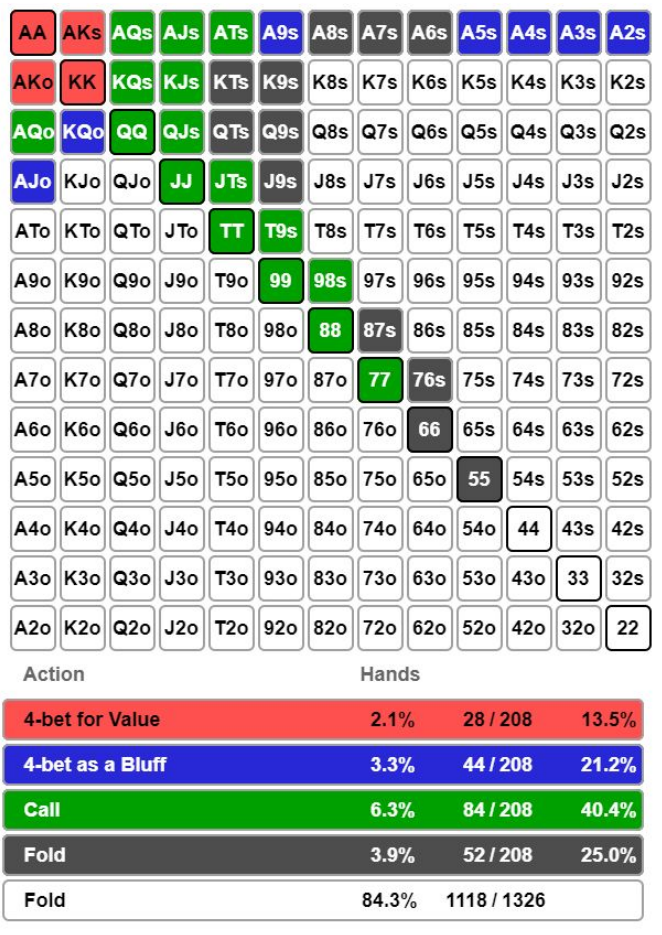 AA AKs AQs AJs ATs A9s A8s A7s A6s A5s A4s A3s A2s
AKo KK KQs KJs KTs K9s K8s K7s K6s K5s K4s K3s K2s
AQo KQo QQ QJs QTs Q9s Q8s Q7s Q6s Q5s Q4s Q3s Q2s
AJo KJo QJo JJ JTs J9s J8s J7s J6s J5s J4s J3s J2s
ATo KTo QTo JTo TT T9s T8s T7s T6s T5s T4s T3s T2s
A9o K9o Q9o J9o T9o 99 98s 97s 96s 95s 94s 93s 92s
A8o K8o Q8o J8o T8o 98o 88 87s 86s 85s 84s 83s 82s
A7o K7o Q7o J7o T7o 97o 87o 77 76s 75s 74s 73s 72s
A6o K6o Q6o J6o T6o 96o 86o 76o 66 65s 64s 63s 62s
A5o K5o Q5o J5o T5o 95o 85o 75o 65o 55 54s 53s 52s
A4o K4o Q4o J4o T4o 94o 84o 74o 64o 54o 44 43s 42s
A3o K3o Q3o J3o T3o 93o 83o 73o 63o 53o 43o 33 32s
A2o K2o Q2o J2o T2o 92o 82o 72o 62o 52o 42o 32o 22
Action Hands
4-bet for Value 2.1% 28 / 208 13.5%
4-bet as a Bluff 3.3% 44 / 208 21.2%
Call 6.3% 84 / 208 40.4%
Fold 3.9% 52 / 208 25.0%
Fold 84.3% 1118 / 1326